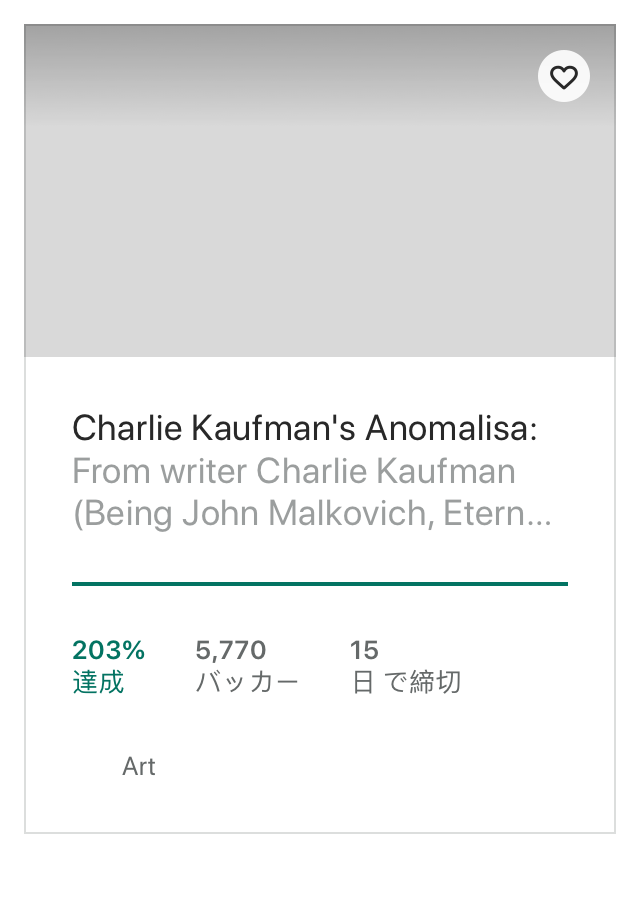 Charlie Kaufman's Anomalisa:
From writer Charlie Kaufman
(Being John Malkovich, Etern...
203% 5,770 15
達成 バッカー 日 で締切
Art